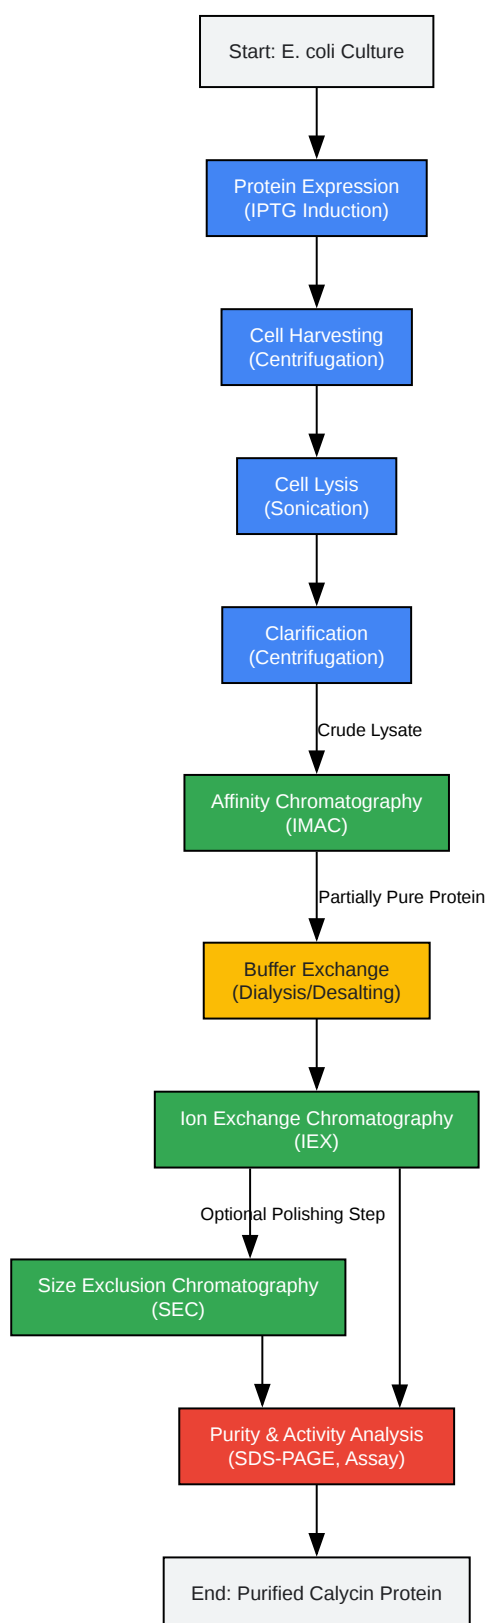 Start: E. coli Culture
Protein Expression
(IPTG Induction)
Cell Harvesting
(Centrifugation)
Cell Lysis
(Sonication)
Clarification
(Centrifugation)
Crude Lysate
Affinity Chromatography
(IMAC)
Partially Pure Protein
Buffer Exchange
(Dialysis/Desalting)
Ion Exchange Chromatography
(IEX)
Optional Polishing Step
Size Exclusion Chromatography
(SEC)
Purity & Activity Analysis
(SDS-PAGE, Assay)
End: Purified Calycin Protein